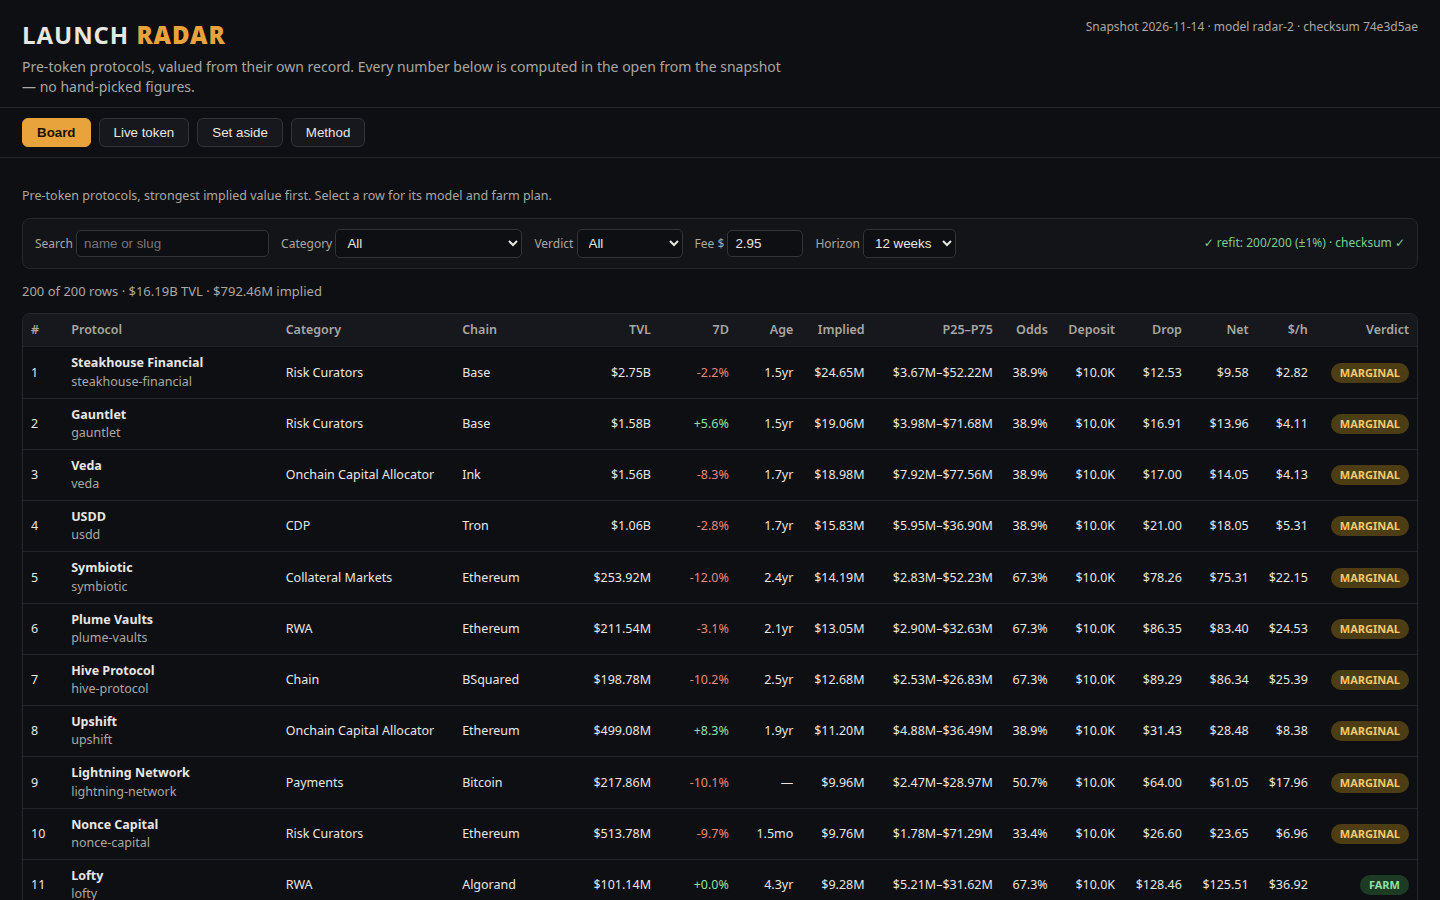 LAUNCH RADAR
Snapshot 2026-11-14 · model radar-2 · checksum 74e3d5ae
Pre-token protocols, valued from their own record. Every number below is computed in the open from the snapshot
— no hand-picked figures.
Board Live token Set aside Method
Pre-token protocols, strongest implied value first. Select a row for its model and farm plan.
Search name or slug Category All Verdict All Fee $ 2.95 Horizon 12 weeks ✓ refit: 200/200 (±1%) · checksum ✓
200 of 200 rows · $16.19B TVL · $792.46M implied
# Protocol Category Chain TVL 7D Age Implied P25–P75 Odds Deposit Drop Net $/h Verdict
1 Steakhouse Financial Risk Curators Base $2.75B -2.2% 1.5yr $24.65M $3.67M–$52.22M 38.9% $10.0K $12.53 $9.58 $2.82 MARGINAL
steakhouse-financial
2 Gauntlet Risk Curators Base $1.58B +5.6% 1.5yr $19.06M $3.98M–$71.68M 38.9% $10.0K $16.91 $13.96 $4.11 MARGINAL
gauntlet
3 Veda Onchain Capital Allocator Ink $1.56B -8.3% 1.7yr $18.98M $7.92M–$77.56M 38.9% $10.0K $17.00 $14.05 $4.13 MARGINAL
veda
4 USDD CDP Tron $1.06B -2.8% 1.7yr $15.83M $5.95M–$36.90M 38.9% $10.0K $21.00 $18.05 $5.31 MARGINAL
usdd
5 Symbiotic Collateral Markets Ethereum $253.92M -12.0% 2.4yr $14.19M $2.83M–$52.23M 67.3% $10.0K $78.26 $75.31 $22.15 MARGINAL
symbiotic
6 Plume Vaults RWA Ethereum $211.54M -3.1% 2.1yr $13.05M $2.90M–$32.63M 67.3% $10.0K $86.35 $83.40 $24.53 MARGINAL
plume-vaults
7 Hive Protocol Chain BSquared $198.78M -10.2% 2.5yr $12.68M $2.53M–$26.83M 67.3% $10.0K $89.29 $86.34 $25.39 MARGINAL
hive-protocol
8 Upshift Onchain Capital Allocator Ethereum $499.08M +8.3% 1.9yr $11.20M $4.88M–$36.49M 38.9% $10.0K $31.43 $28.48 $8.38 MARGINAL
upshift
9 Lightning Network Payments Bitcoin $217.86M -10.1% — $9.96M $2.47M–$28.97M 50.7% $10.0K $64.00 $61.05 $17.96 MARGINAL
lightning-network
10 Nonce Capital Risk Curators Ethereum $513.78M -9.7% 1.5mo $9.76M $1.78M–$71.29M 33.4% $10.0K $26.60 $23.65 $6.96 MARGINAL
nonce-capital
11 Lofty RWA Algorand $101.14M +0.0% 4.3yr $9.28M $5.21M–$31.62M 67.3% $10.0K $128.46 $125.51 $36.92 FARM
lofty